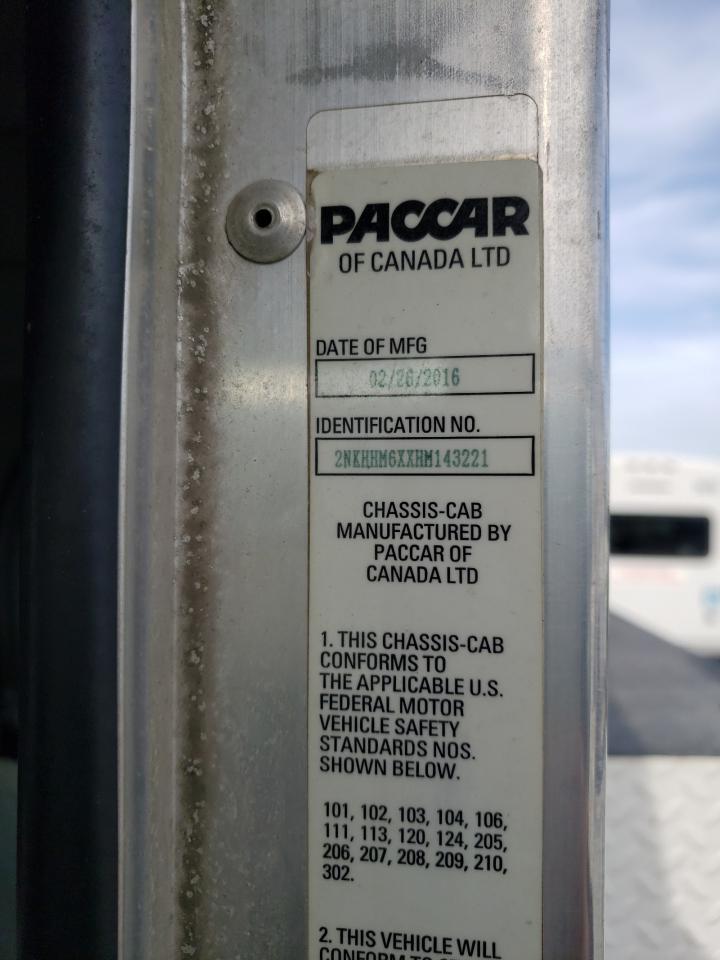 PACCAR
OF CANADA LTD
DATE OF MFG
02/26/2016
IDENTIFICATION NO.
2NKHHM6XXHM143221
CHASSIS-CAB
MANUFACTURED BY
PACCAR OF
CANADA LTD
1. THIS CHASSIS-CAB
CONFORMS TO
THE APPLICABLE U.S.
FEDERAL MOTOR
VEHICLE SAFETY
STANDARDS NOS.
SHOWN BELOW.
101, 102, 103, 104, 106,
111, 113, 120, 124, 205,
206, 207, 208, 209, 210,
302.
2. THIS VEHICLE WILL
CONFORM TO